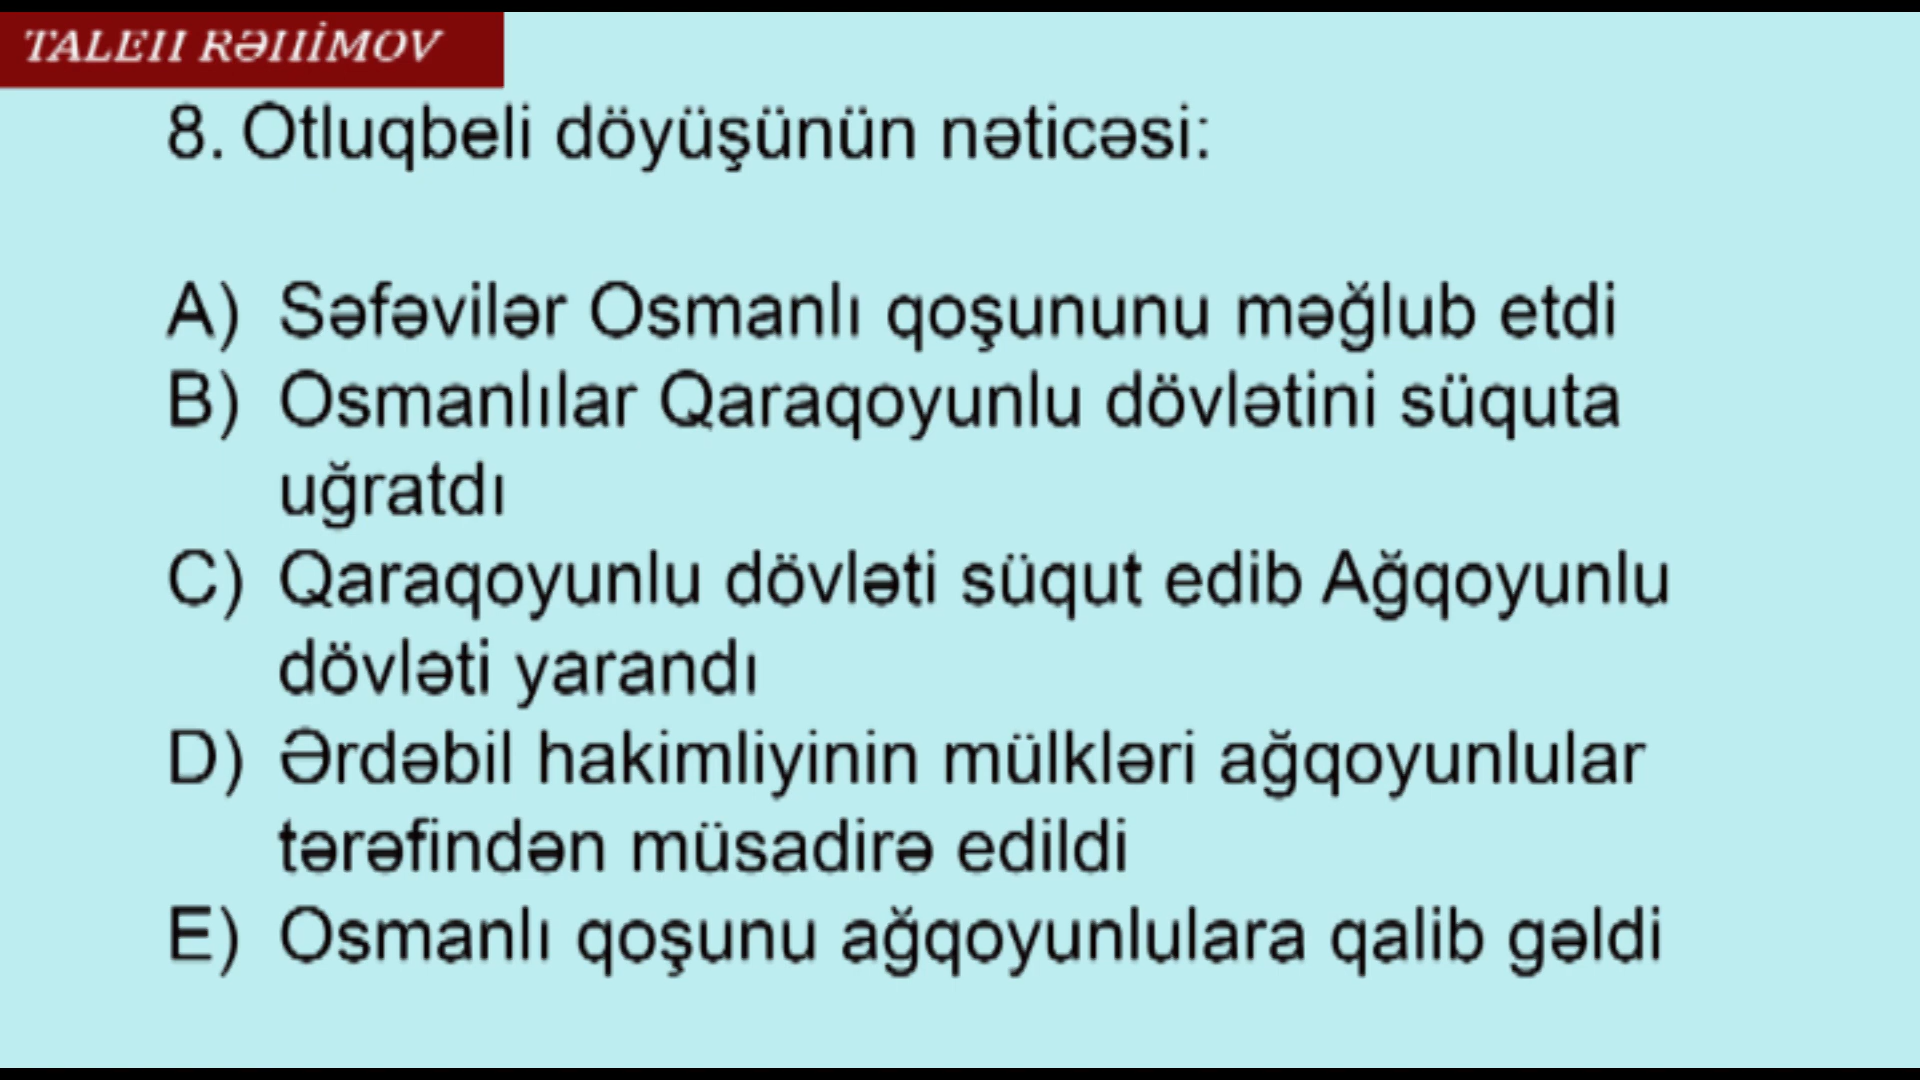 TALEH RƏHİMOV
8. Otluqbeli döyüşünün nəticəsi:
A) Səfəvilər Osmanlı qoşununu məğlub etdi
B) Osmanlılar Qaraqoyunlu dövlətini süquta
uğratdı
C) Qaraqoyunlu dövləti süqut edib Ağqoyunlu
dövləti yarandı
D) Ərdəbil hakimliyinin mülkləri ağqoyunlular
tərəfindən müsadirə edildi
E) Osmanlı qoşunu ağqoyunlulara qalib gəldi